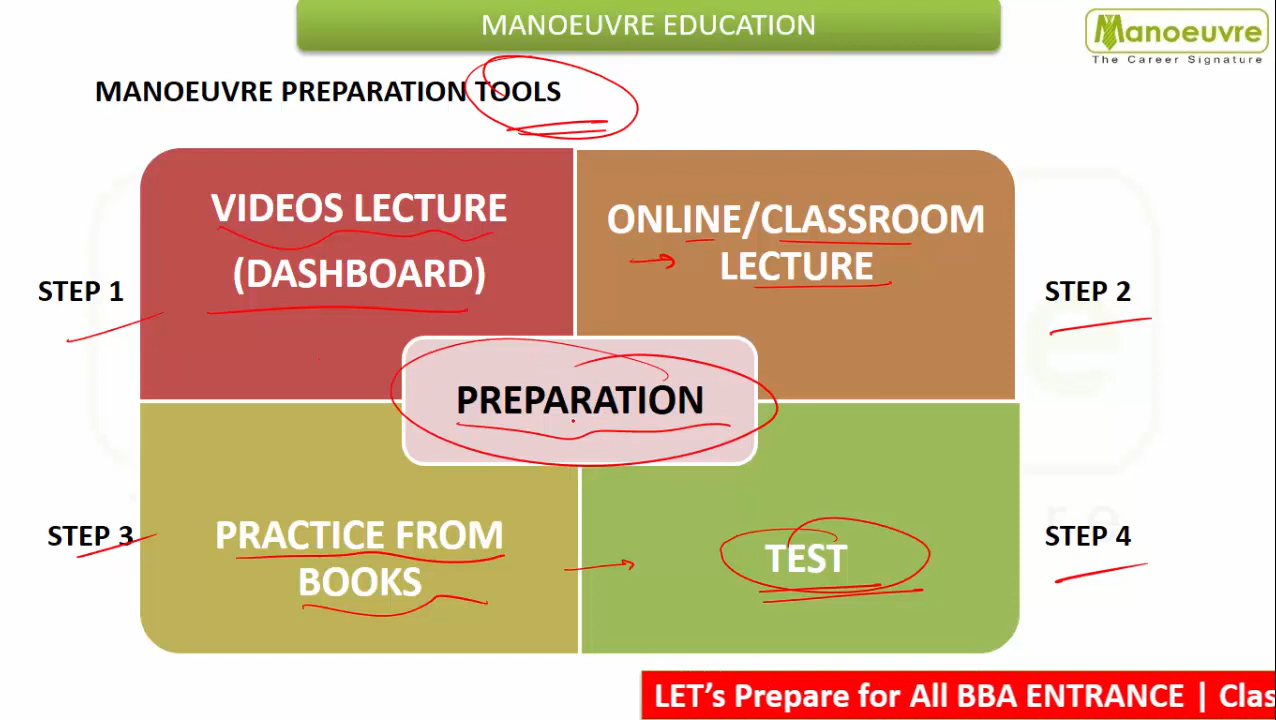 MANOEUVRE EDUCATION
Manoeuvre
The Career Signature
MANOEUVRE PREPARATION TOOLS
VIDEOS LECTURE
(DASHBOARD)
ONLINE/CLASSROOM
LECTURE
STEP 1
STEP 2
PREPARATION
STEP 3
PRACTICE FROM
BOOKS
TEST
STEP 4
LET's Prepare for All BBA ENTRANCE | Clas